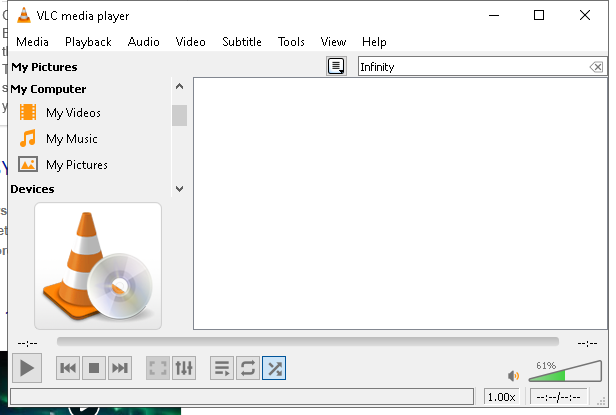 VLC media player
Media Playback Audio Video Subtitle Tools View Help
My Pictures
Infinity
My Computer
My Videos
My Music
My Pictures
Devices
--:--
--:--
61%
1.00x
--:--/--:--